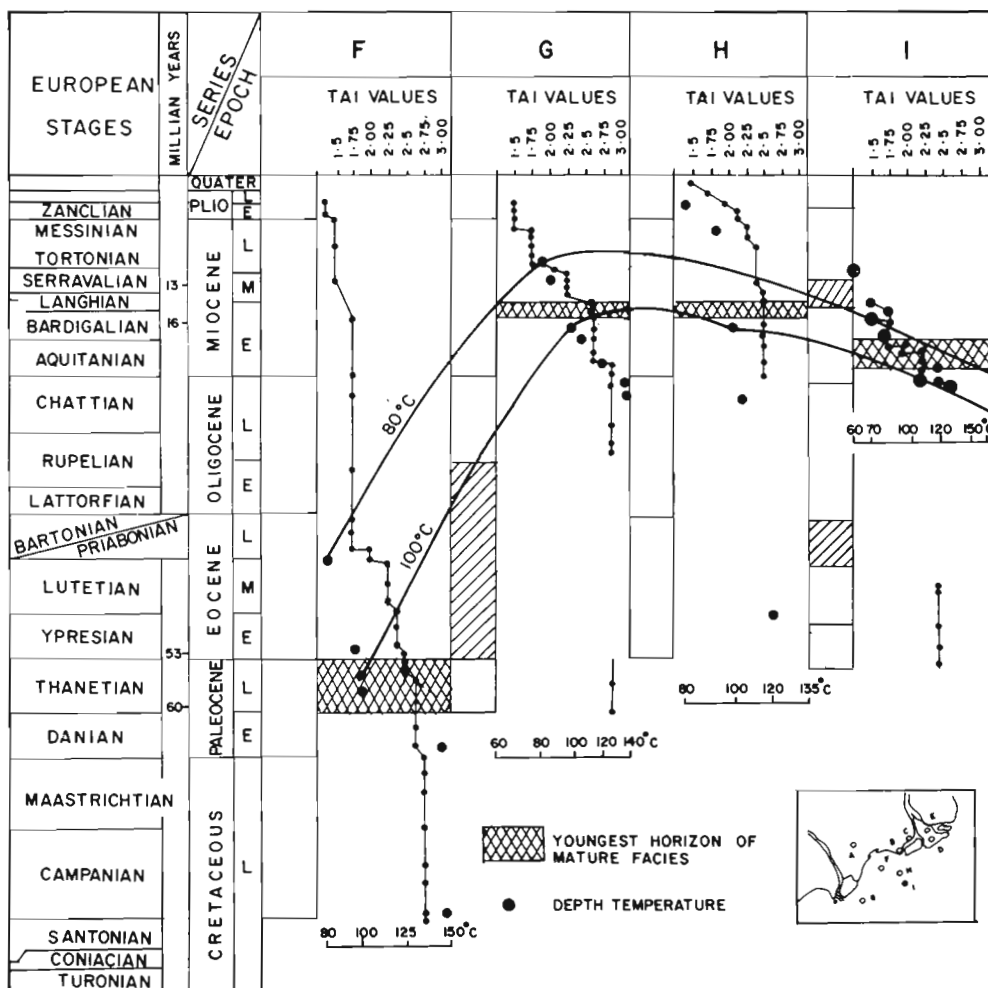 F G H I
EUROPEAN
STAGES
MILLIAN YEARS
SERIES
EPOCH
TAI VALUES
TAI VALUES
TAI VALUES
TAI VALUES
1·5 1·75 2·00 2·25 2·5 2·75 3·00
1·5 1·75 2·00 2·25 2·5 2·75 3·00
1·5 1·75 2·00 2·25 2·5 2·75 3·00
1·5 1·75 2·00 2·25 2·5 2·75 3·00
QUATER
PLIO
L
E
ZANCLIAN
MESSINIAN
TORTONIAN
SERRAVALIAN
LANGHIAN
BARDIGALIAN
AQUITANIAN
13
16
MIOCENE
L
M
E
CHATTIAN
RUPELIAN
LATTORFIAN
OLIGOCENE
L
E
BARTONIAN
PRIABONIAN
LUTETIAN
YPRESIAN
53
EOCENE
L
M
E
THANETIAN
60
DANIAN
PALEOCENE
L
E
MAASTRICHTIAN
CAMPANIAN
SANTONIAN
CONIACIAN
TURONIAN
CRETACEOUS
L
80°C
100°C
60 70 100 120 150°C
80 100 120 135°C
60 80 100 120 140°C
80 100 125 150°C
YOUNGEST HORIZON OF
MATURE FACIES
DEPTH TEMPERATURE
K
C
B
D
A
F
H
I